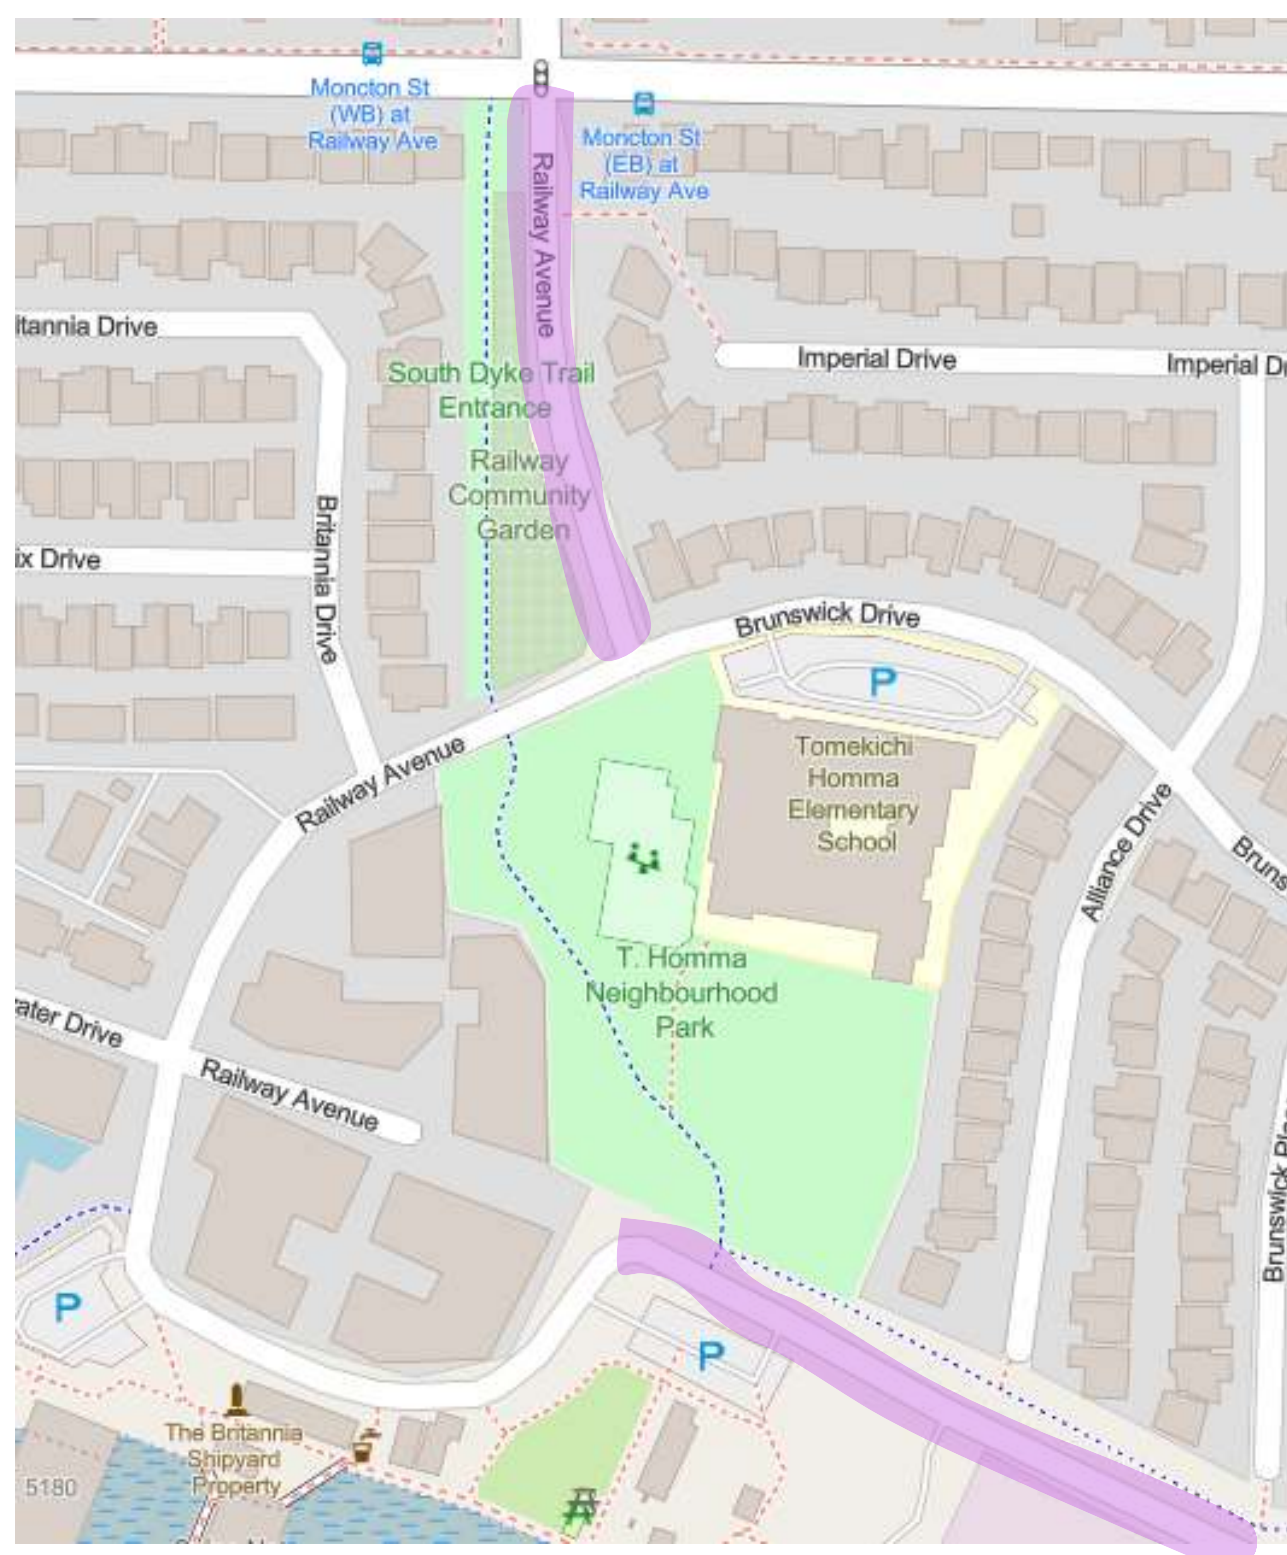 Moncton St
(WB) at
Railway Ave
Moncton St
(EB) at
Railway Ave
Railway Avenue
itannia Drive
Imperial Drive
Imperial D
South Dyke Trail
Entrance
Railway
Community
Garden
Britannia Drive
ix Drive
Brunswick Drive
P
Railway Avenue
Tomekichi
Homma
Elementary
School
Alliance Drive
Bruns
T. Homma
Neighbourhood
Park
ater Drive
Railway Avenue
Brunswick Pl
P
P
The Britannia
Shipyard
Property
5180